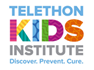 TELETHON
KIDS
INSTITUTE
Discover. Prevent. Cure.